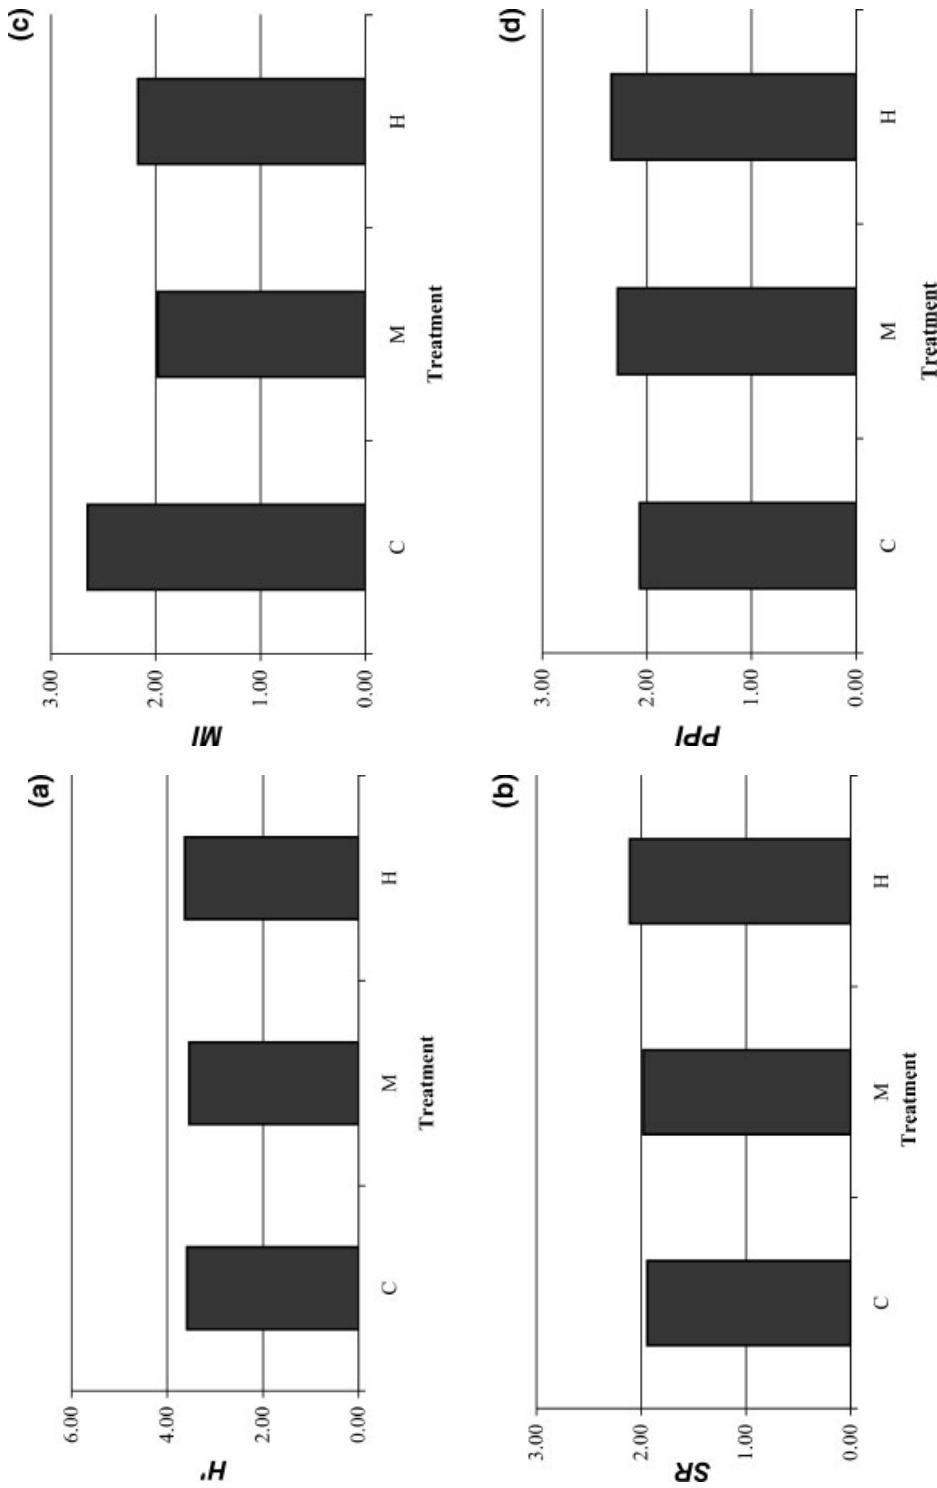 (a)
6.00
4.00
2.00
0.00
H'
C M H
Treatment
(b)
3.00
2.00
1.00
0.00
SR
C M H
Treatment
(c)
3.00
2.00
1.00
0.00
MI
C M H
Treatment
(d)
3.00
2.00
1.00
0.00
PPI
C M H
Treatment